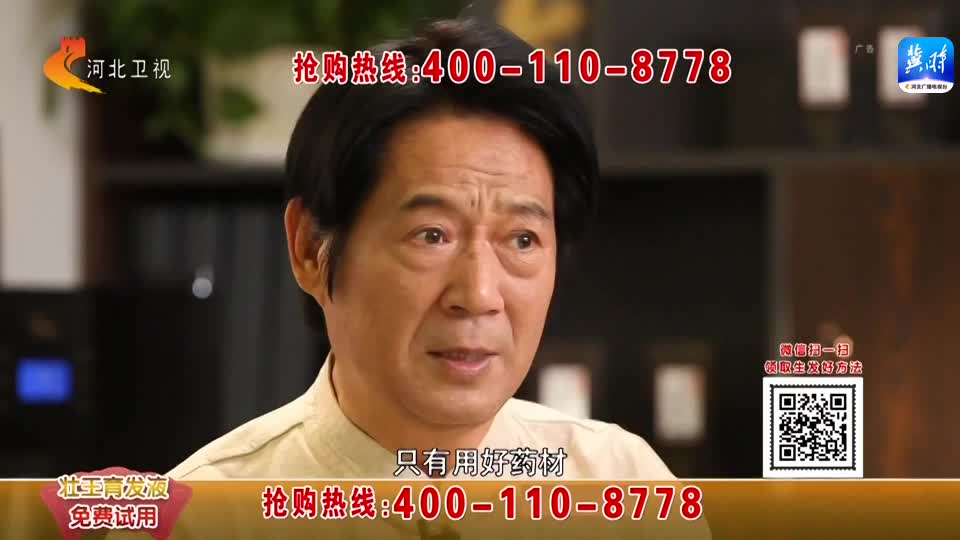 河北卫视
抢购热线:400-110-8778
广告
冀时
河北广播电视台
微信扫一扫
领取生发好方法
只有用好药材
壮王育发液
免费试用
抢购热线:400-110-8778